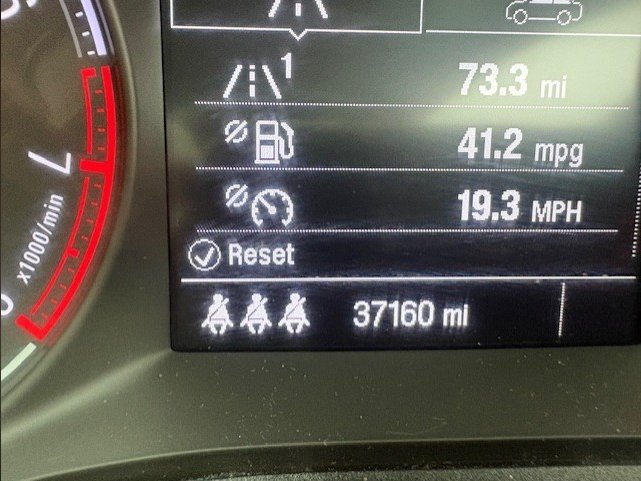 1
73.3 mi
41.2 mpg
19.3 MPH
Reset
37160 mi
7
x1000/min